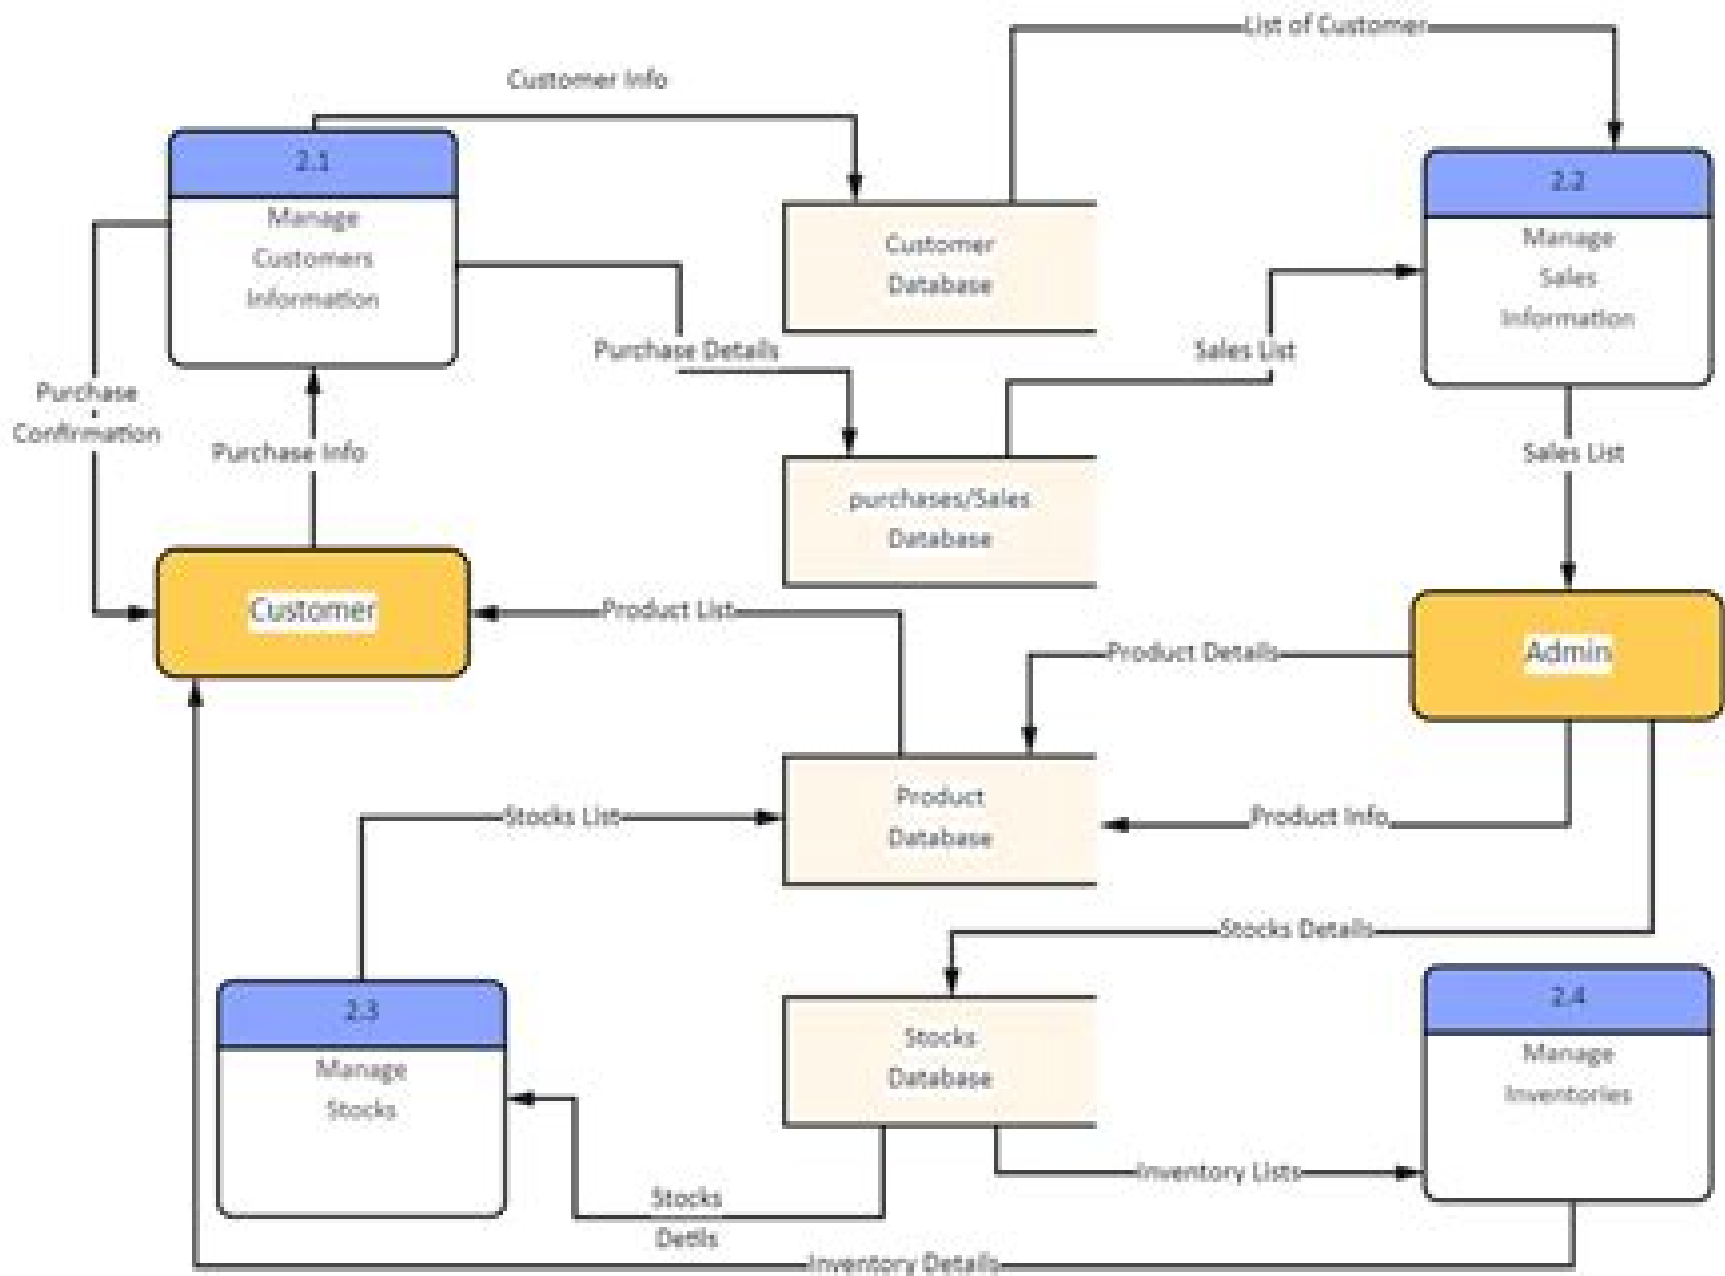 List of Customer
Customer Info
2.1
Manage
Customers
Information
2.2
Manage
Sales
Information
Customer
Database
Purchase Details
Sales List
Purchase
Confirmation
Purchase Info
Sales List
purchases/Sales
Database
Customer
Product List
Product Details
Admin
Product
Database
Stocks List
Product Info
Stocks Details
2.3
Manage
Stocks
Stocks
Database
2.4
Manage
Inventories
Inventory Lists
Stocks
Detils
Inventory Details